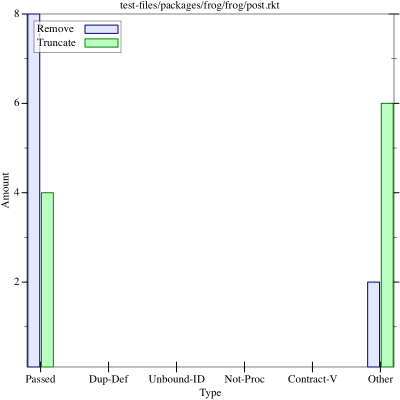 test-files/packages/frog/frog/post.rkt
Remove
Truncate
8
6
4
2
Amount
Passed
Dup-Def
Unbound-ID
Not-Proc
Contract-V
Other
Type